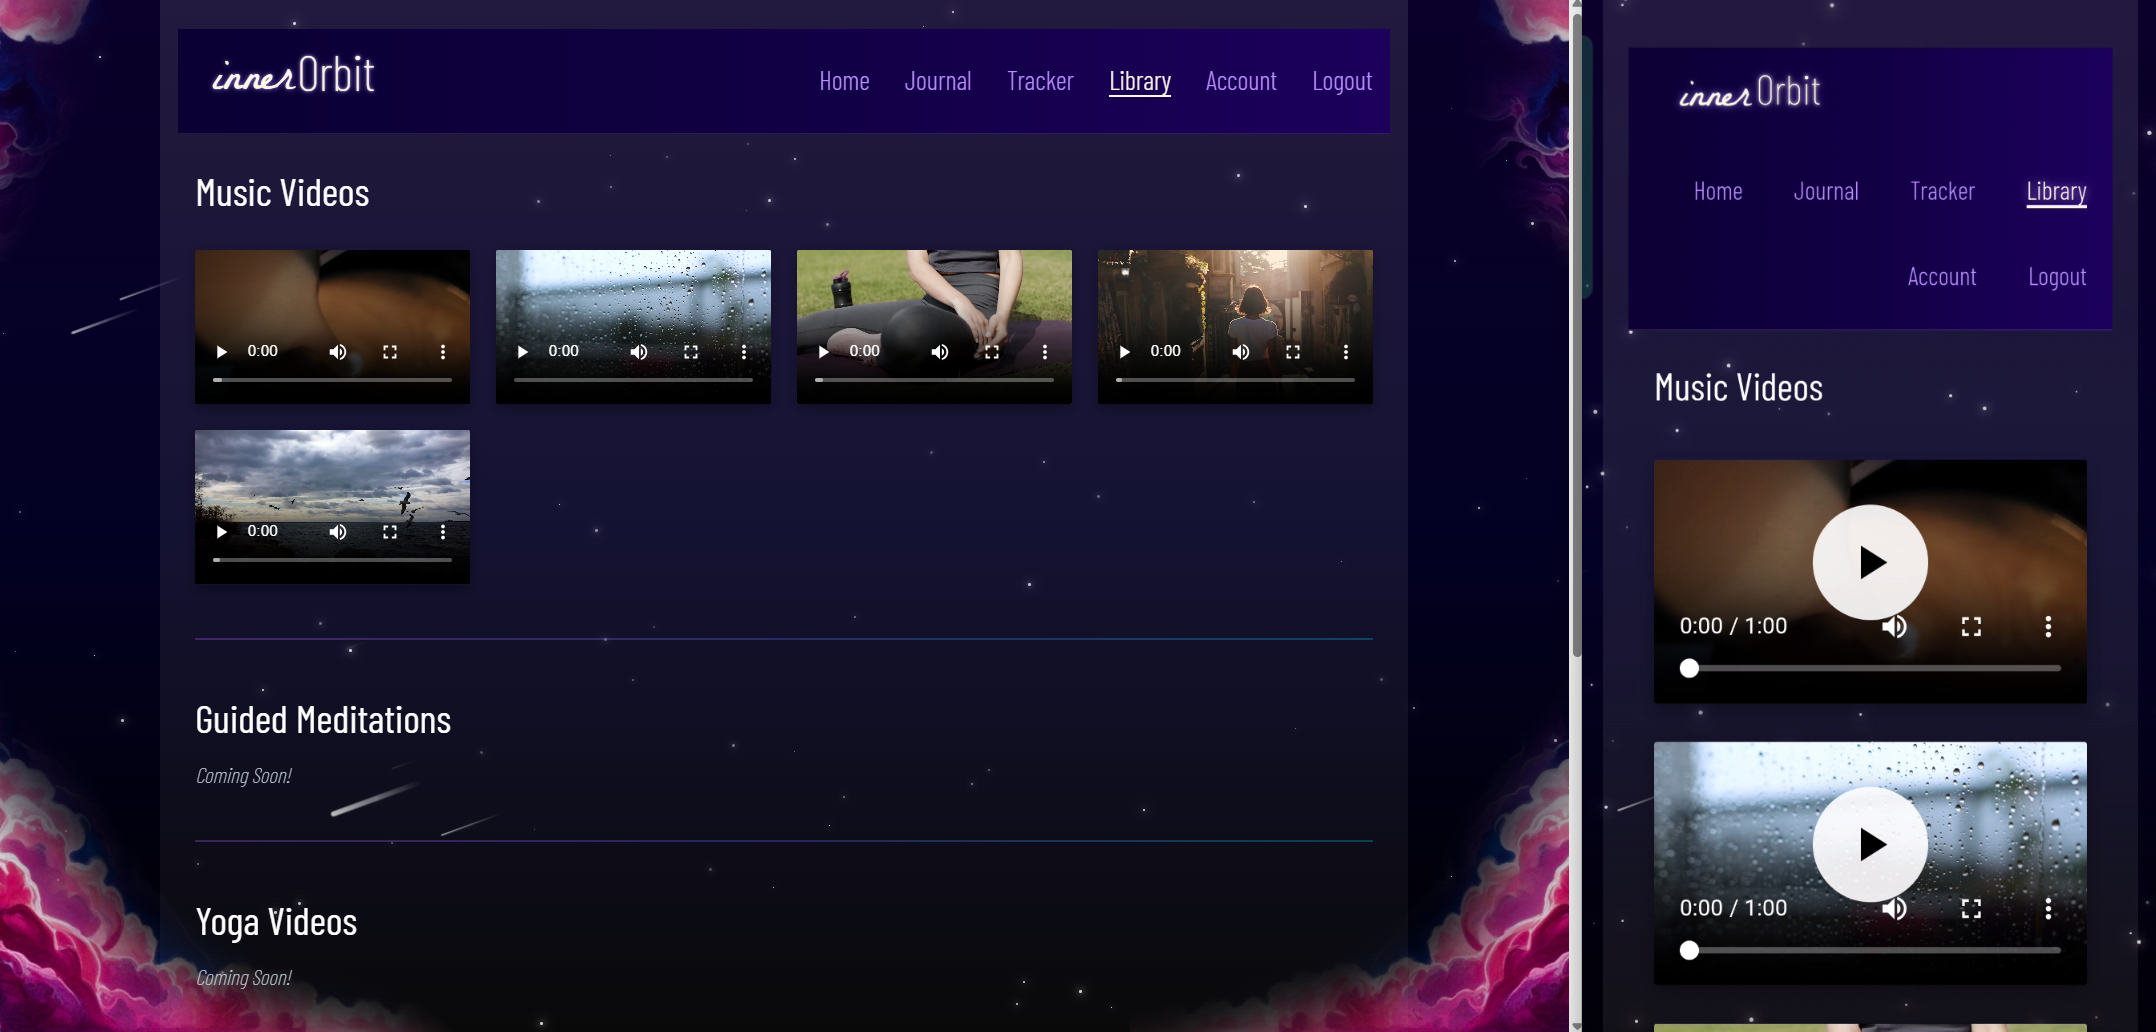 innerOrbit
Home Journal Tracker Library Account Logout
Music Videos
0:00 0:00 0:00 0:00
0:00
Guided Meditations
Coming Soon!
Yoga Videos
Coming Soon!
innerOrbit
Home Journal Tracker Library
Account Logout
Music Videos
0:00 / 1:00
0:00 / 1:00